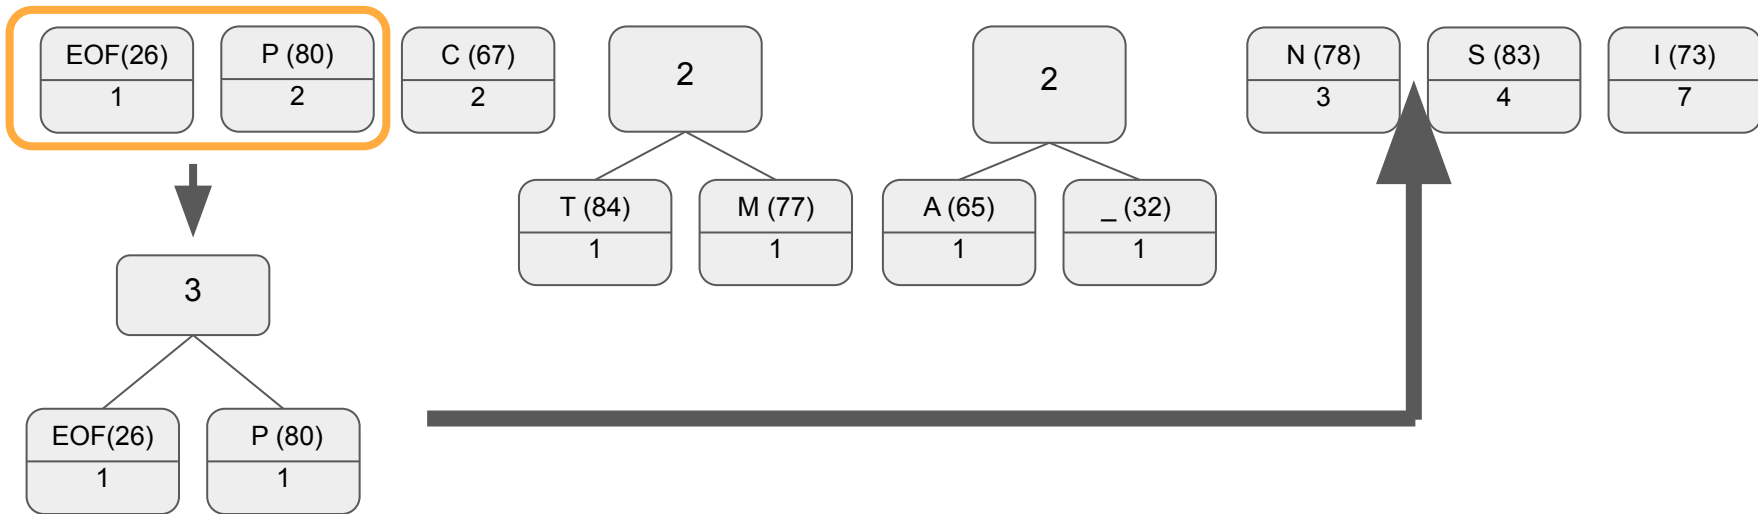 EOF(26)
1
P (80)
2
C (67)
2
2
2
N (78)
3
S (83)
4
I (73)
7
T (84)
1
M (77)
1
A (65)
1
_ (32)
1
3
EOF(26)
1
P (80)
1